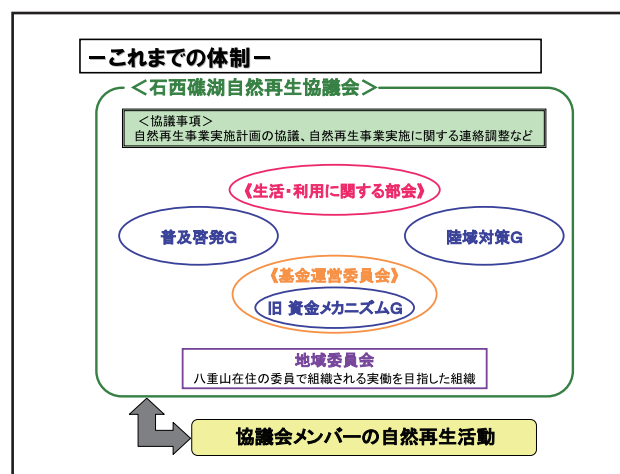 －これまでの体制－
＜石西礁湖自然再生協議会＞
＜協議事項＞
自然再生事業実施計画の協議、自然再生事業実施に関する連絡調整など
《生活・利用に関する部会》
普及啓発G
陸域対策G
《基金運営委員会》
旧 資金メカニズムG
地域委員会
八重山在住の委員で組織される実働を目指した組織
協議会メンバーの自然再生活動